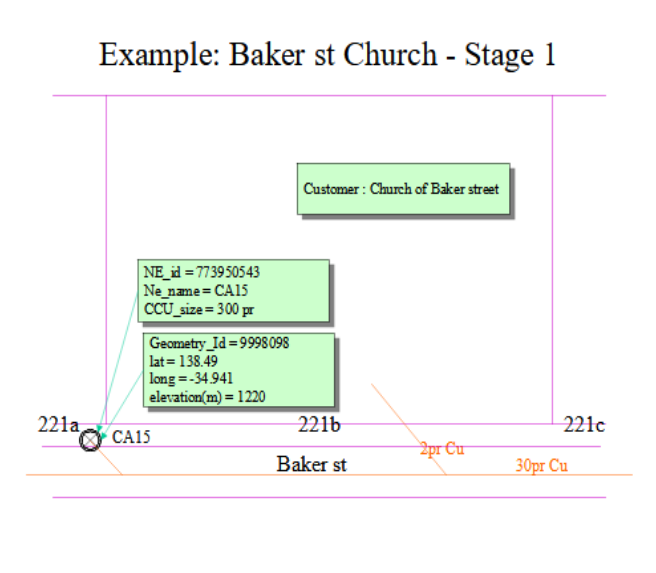 Example: Baker st Church - Stage 1
Customer : Church of Baker street
NE_id = 773950543
Ne_name = CA15
CCU_size = 300 pr
Geometry_Id = 9998098
lat = 138.49
long = -34.941
elevation(m) = 1220
221a
221b
221c
CA15
2pr Cu
Baker st
30pr Cu